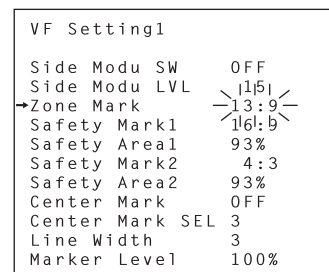 VF Setting1
Side Modu SW OFF
Side Modu LVL 15
→Zone Mark 13:9
Safety Mark1 16:9
Safety Area1 93%
Safety Mark2 4:3
Safety Area2 93%
Center Mark OFF
Center Mark SEL 3
Line Width 3
Marker Level 100%